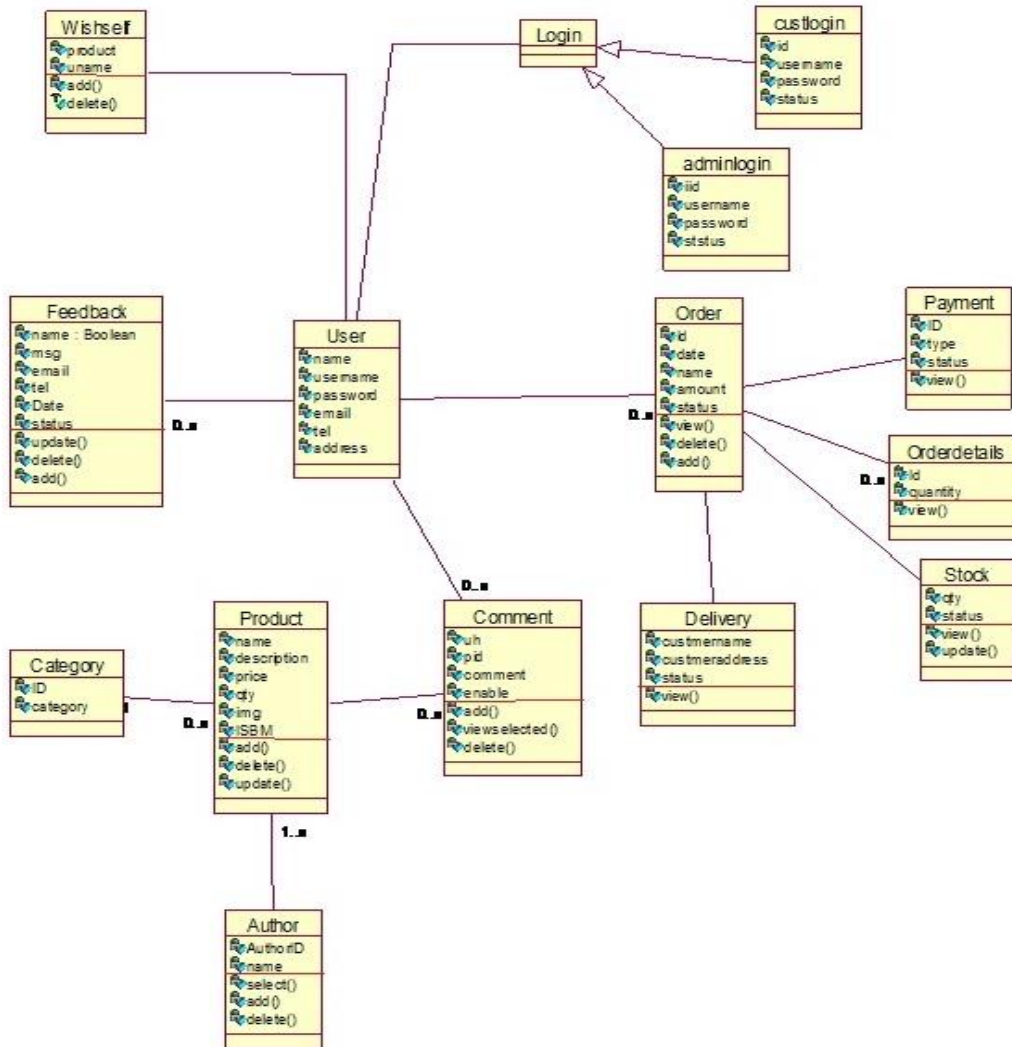 Wishself
product
uname
add()
delete()
Login
custlogin
id
username
password
status
adminlogin
iid
username
password
ststus
Feedback
name : Boolean
msg
email
tel
Date
status
update()
delete()
add()
0..n
User
name
username
password
email
tel
address
Order
id
date
name
amount
status
view()
delete()
add()
0..n
Payment
ID
type
status
view()
Orderdetails
id
quantity
view()
0..n
Stock
qty
status
view()
update()
Delivery
custmername
custmeraddress
status
view()
Category
ID
category
Product
name
description
price
qty
img
ISBM
add()
delete()
update()
0..n
1..n
Comment
pid
comment
enable
add()
viewselected()
delete()
0..n
0..n
Author
AuthorID
name
select()
add()
delete()